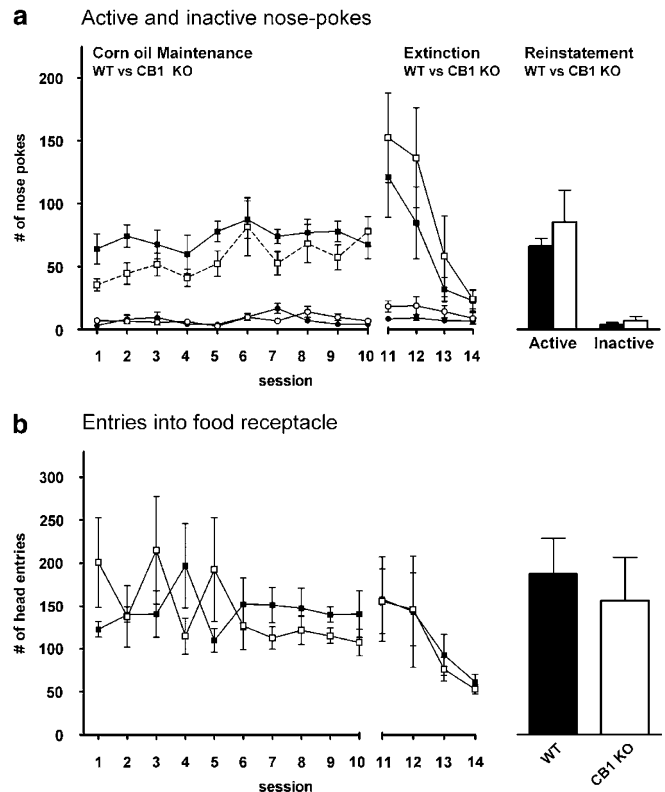 a Active and inactive nose-pokes
Corn oil Maintenance Extinction Reinstatement
WT vs CB1 KO WT vs CB1 KO WT vs CB1 KO
# of nose pokes
200
150
100
50
0
1 2 3 4 5 6 7 8 9 10 11 12 13 14
session
Active Inactive
b Entries into food receptacle
# of head entries
300
250
200
150
100
50
0
1 2 3 4 5 6 7 8 9 10 11 12 13 14
session
WT CB1 KO